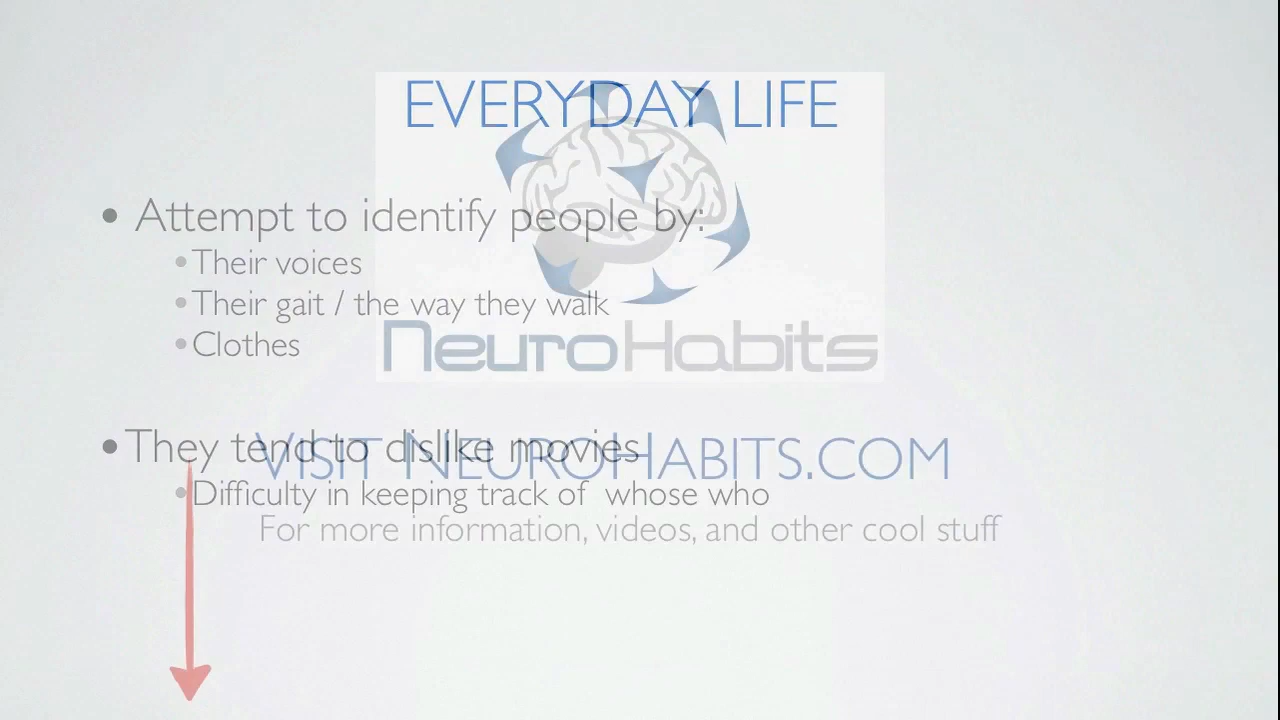 EVERYDAY LIFE
• Attempt to identify people by:
• Their voices
• Their gait / the way they walk
• Clothes
NeuroHabits
• They tend to dislike movies
VISIT NEUROHABITS.COM
• Difficulty in keeping track of whose who
For more information, videos, and other cool stuff